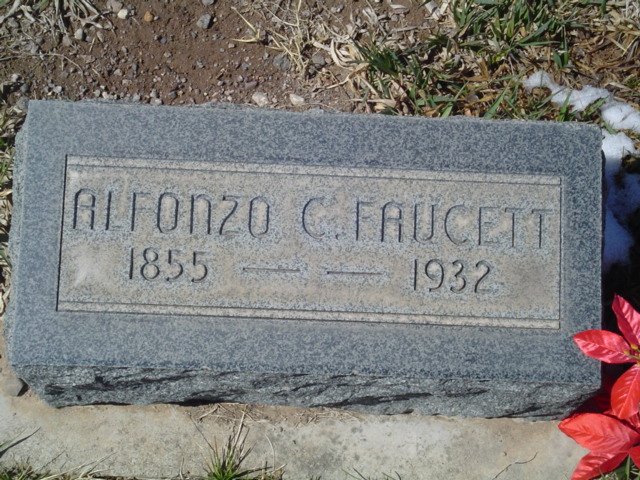 ALFONZO C. FAUCETT
1855 — — 1932